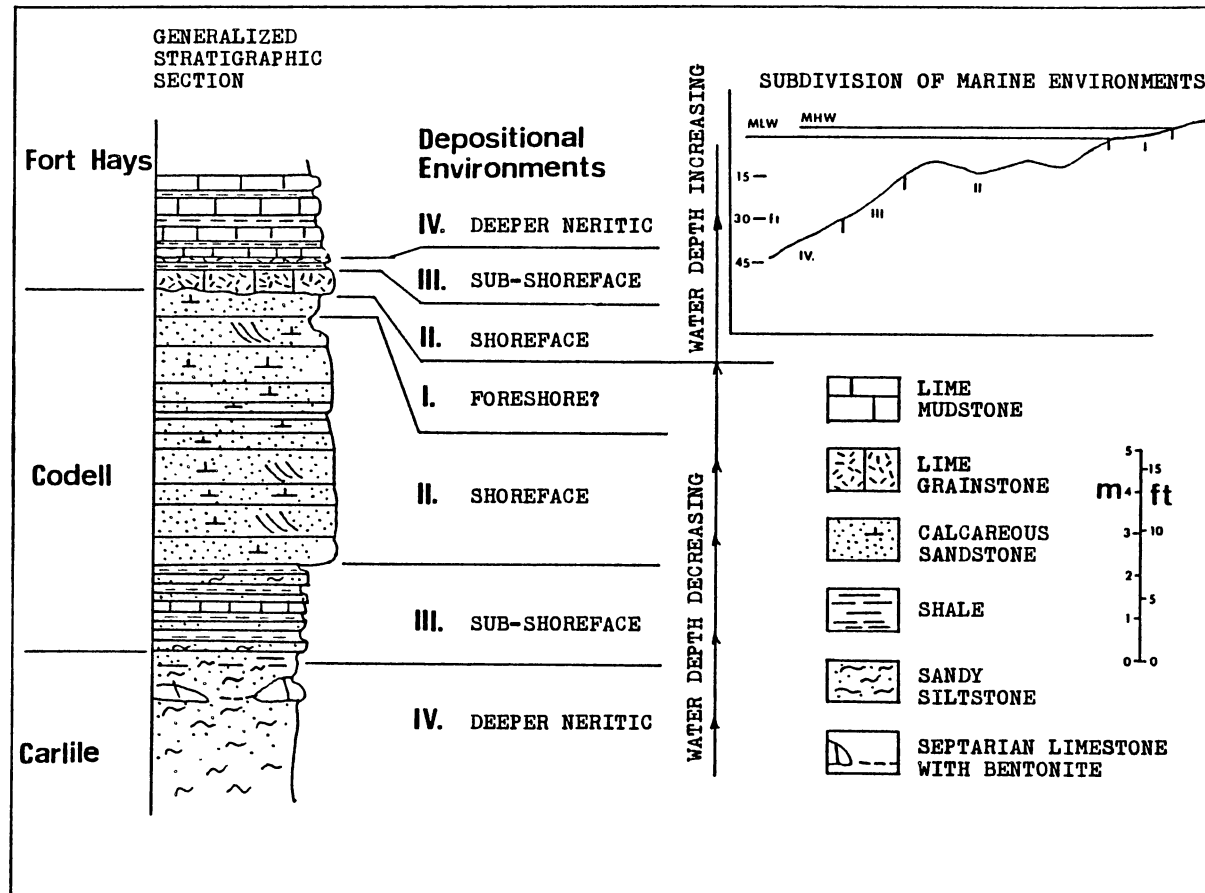 GENERALIZED
STRATIGRAPHIC
SECTION
Fort Hays
Codell
Carlile
Depositional
Environments
IV. DEEPER NERITIC
III. SUB-SHOREFACE
II. SHOREFACE
I. FORESHORE?
II. SHOREFACE
III. SUB-SHOREFACE
IV. DEEPER NERITIC
WATER DEPTH INCREASING
WATER DEPTH DECREASING
SUBDIVISION OF MARINE ENVIRONMENTS
MLW MHW
15
30 ft
45
I
II
III
IV.
LIME
MUDSTONE
LIME
GRAINSTONE
CALCAREOUS
SANDSTONE
SHALE
SANDY
SILTSTONE
SEPTARIAN LIMESTONE
WITH BENTONITE
m ft
5
15
4
3 10
2
5
1
0 0